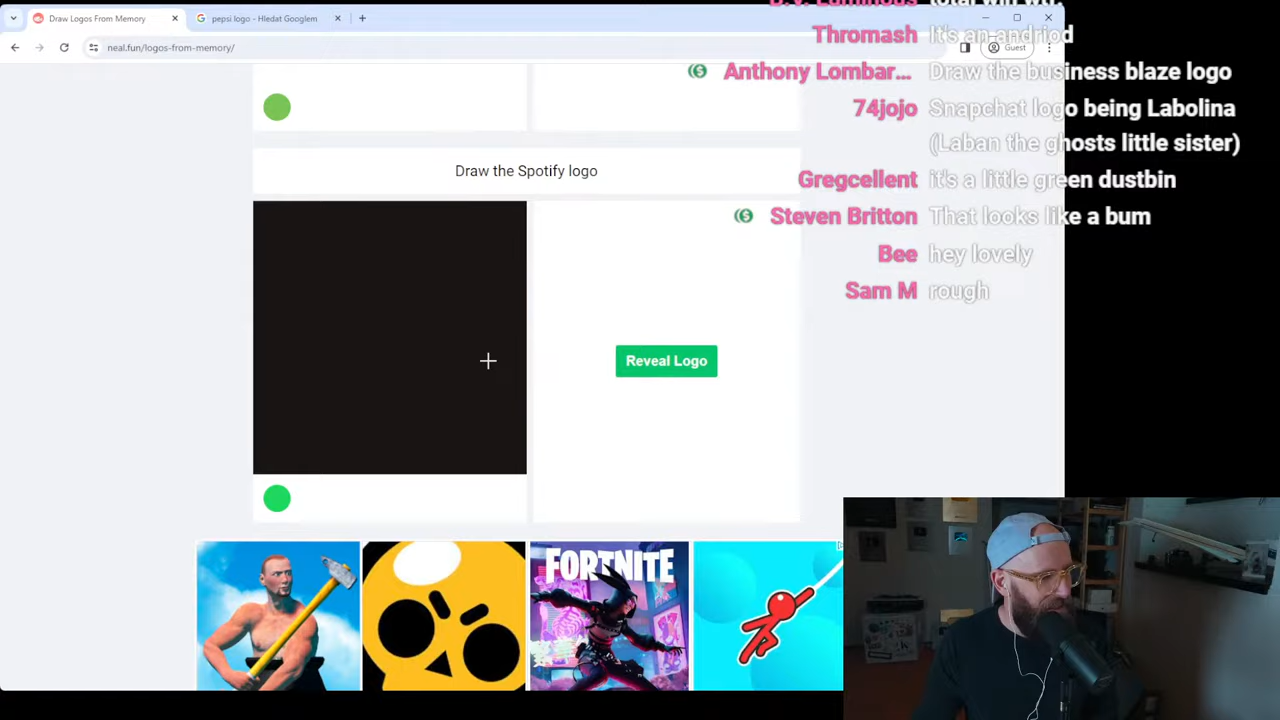 Draw Logos From Memory
pepsi logo - Hledat Googlem
neal.fun/logos-from-memory/
Guest
Thromash It's an andriod
Anthony Lombar... Draw the business blaze logo
74jojo Snapchat logo being Labolina
(Laban the ghosts little sister)
Draw the Spotify logo
Gregcellent it's a little green dustbin
Steven Britton That looks like a bum
Bee hey lovely
Sam M rough
Reveal Logo
FORTNITE